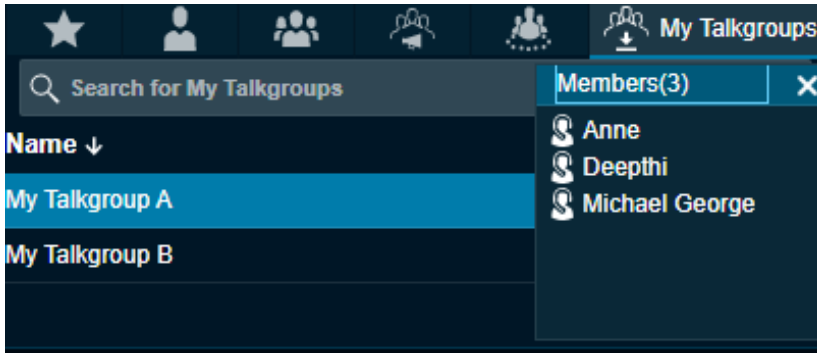 My Talkgroups
Search for My Talkgroups
Members(3)
Name ↓
Anne
Deepthi
Michael George
My Talkgroup A
My Talkgroup B